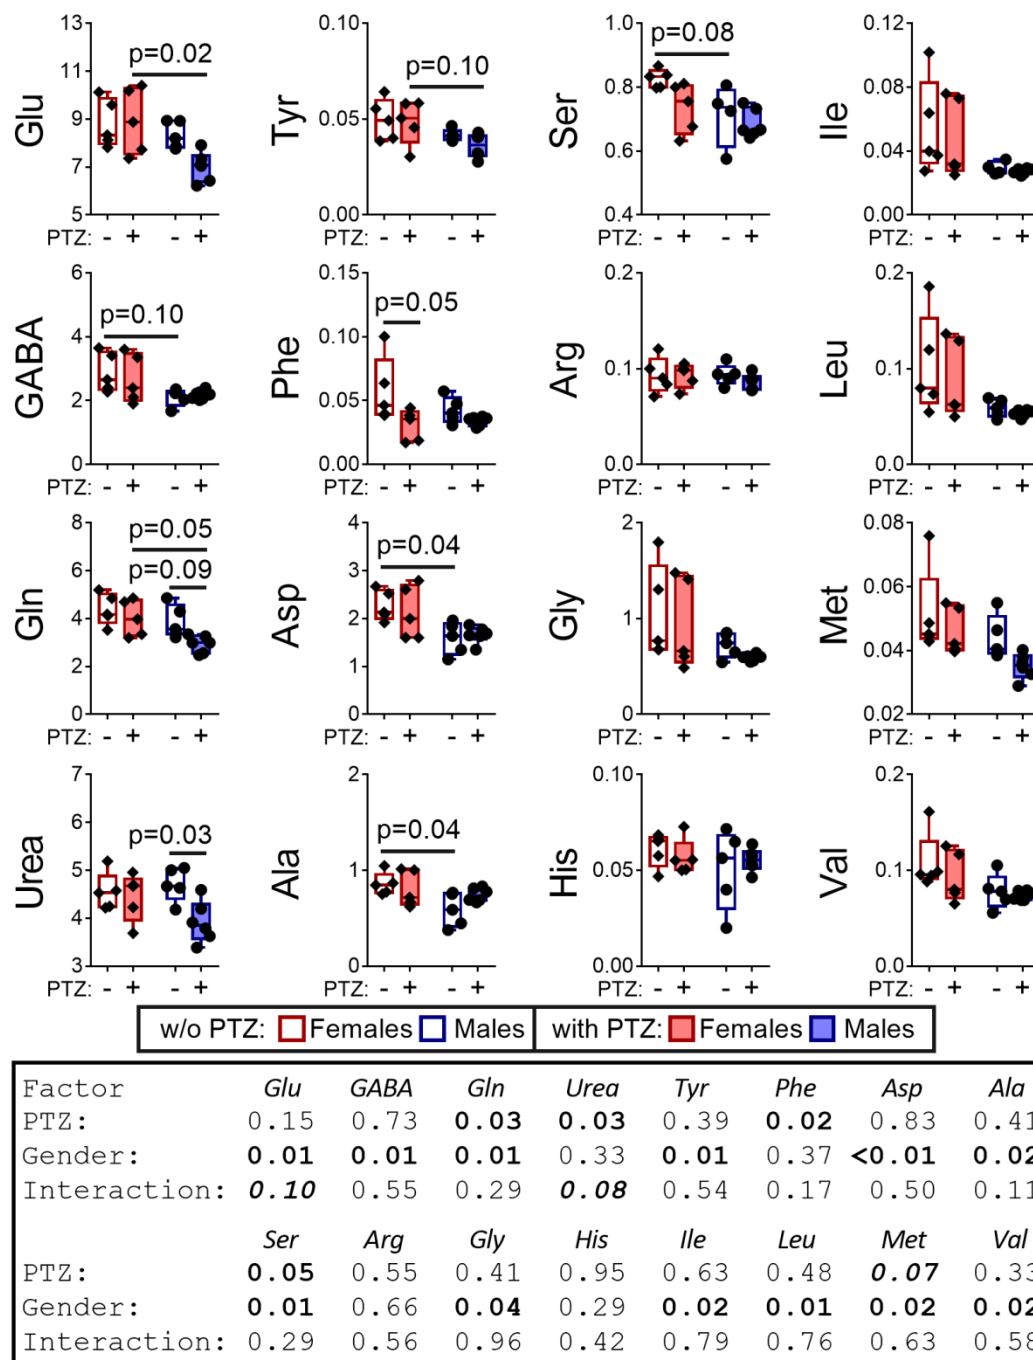 Glu
13
11
9
7
5
p=0.02
PTZ: - + - +
Tyr
0.10
0.05
0.00
p=0.10
PTZ: - + - +
Ser
1.0
0.8
0.6
0.4
p=0.08
PTZ: - + - +
Ile
0.12
0.08
0.04
0.00
PTZ: - + - +
GABA
6
4
2
0
p=0.10
PTZ: - + - +
Phe
0.15
0.10
0.05
0.00
p=0.05
PTZ: - + - +
Arg
0.2
0.1
0.0
PTZ: - + - +
Leu
0.2
0.1
0.0
PTZ: - + - +
Gln
8
6
4
2
0
p=0.05
p=0.09
PTZ: - + - +
Asp
4
3
2
1
0
p=0.04
PTZ: - + - +
Gly
2
1
0
PTZ: - + - +
Met
0.08
0.06
0.04
0.02
PTZ: - + - +
Urea
7
6
5
4
3
p=0.03
PTZ: - + - +
Ala
2
1
0
p=0.04
PTZ: - + - +
His
0.10
0.05
0.00
PTZ: - + - +
Val
0.2
0.1
0.0
PTZ: - + - +
w/o PTZ: Females Males with PTZ: Females Males
Factor Glu GABA Gln Urea Tyr Phe Asp Ala
PTZ: 0.15 0.73 0.03 0.03 0.39 0.02 0.83 0.41
Gender: 0.01 0.01 0.01 0.33 0.01 0.37 <0.01 0.02
Interaction: 0.10 0.55 0.29 0.08 0.54 0.17 0.50 0.11
Ser Arg Gly His Ile Leu Met Val
PTZ: 0.05 0.55 0.41 0.95 0.63 0.48 0.07 0.33
Gender: 0.01 0.66 0.04 0.29 0.02 0.01 0.02 0.02
Interaction: 0.29 0.56 0.96 0.42 0.79 0.76 0.63 0.58